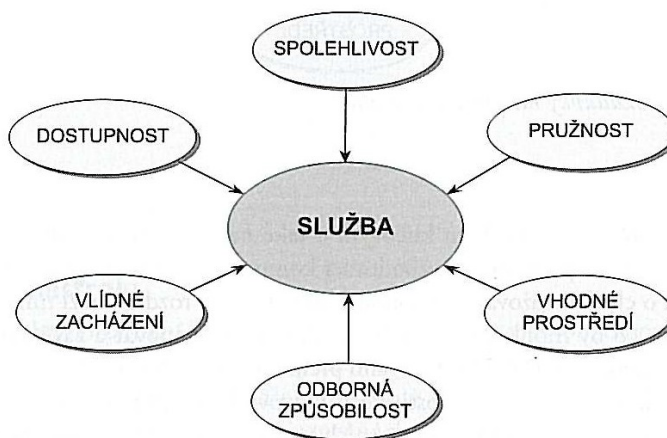 SPOLEHLIVOST
DOSTUPNOST
PRUŽNOST
SLUŽBA
VLÍDNÉ
ZACHÁZENÍ
VHODNÉ
PROSTŘEDÍ
ODBORNÁ
ZPŮSOBILOST